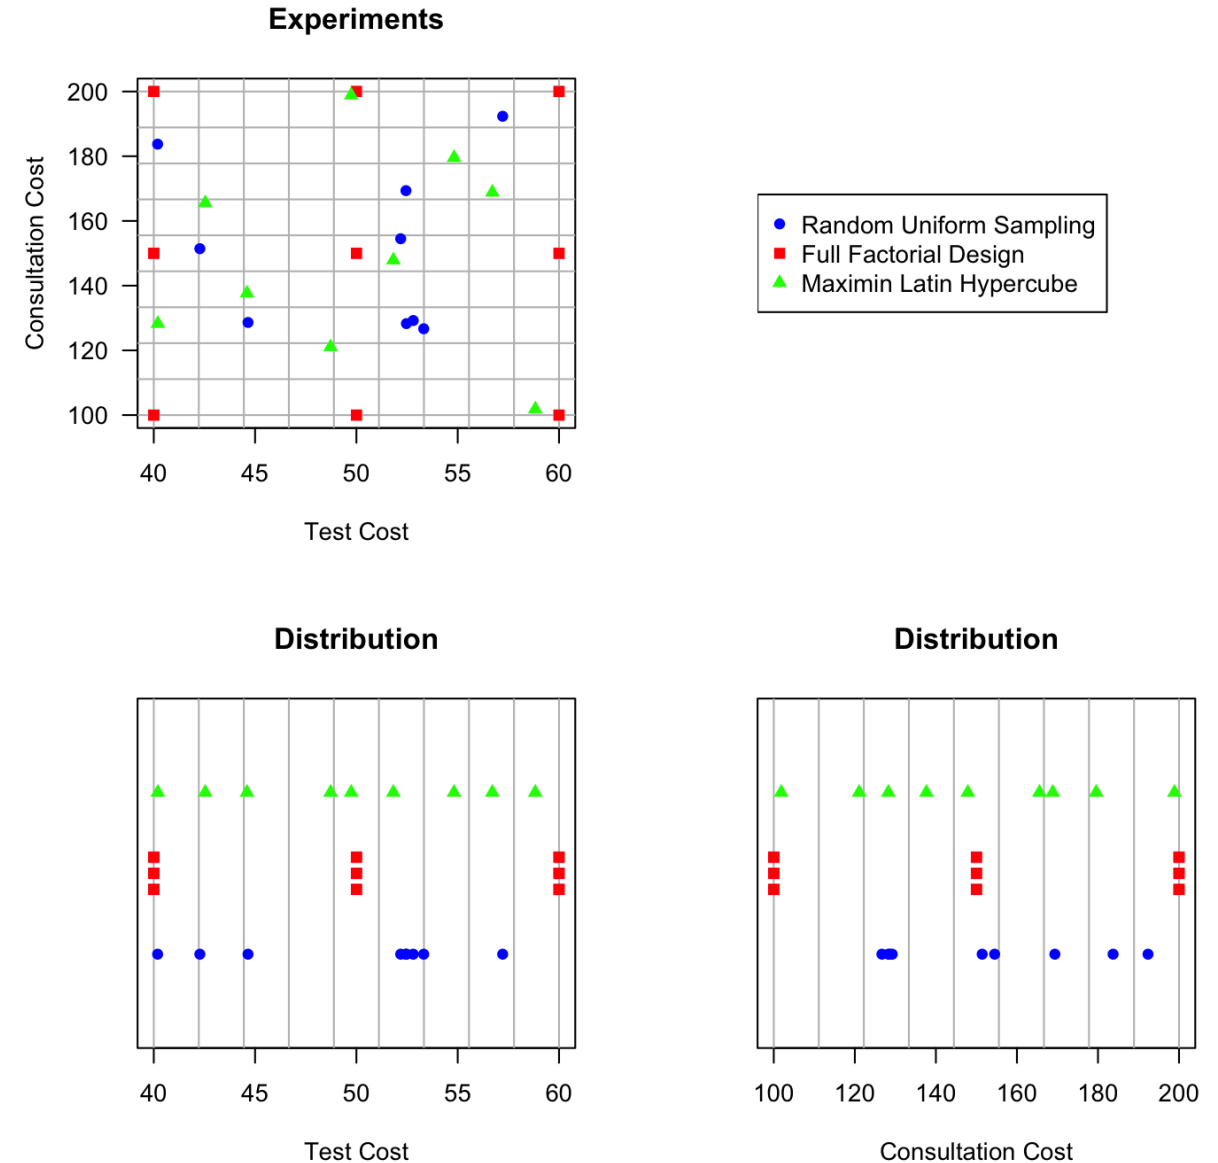 Experiments
200
180
160
140
120
100
Consultation Cost
40 45 50 55 60
Test Cost
Random Uniform Sampling
Full Factorial Design
Maximin Latin Hypercube
Distribution
40 45 50 55 60
Test Cost
Distribution
100 120 140 160 180 200
Consultation Cost